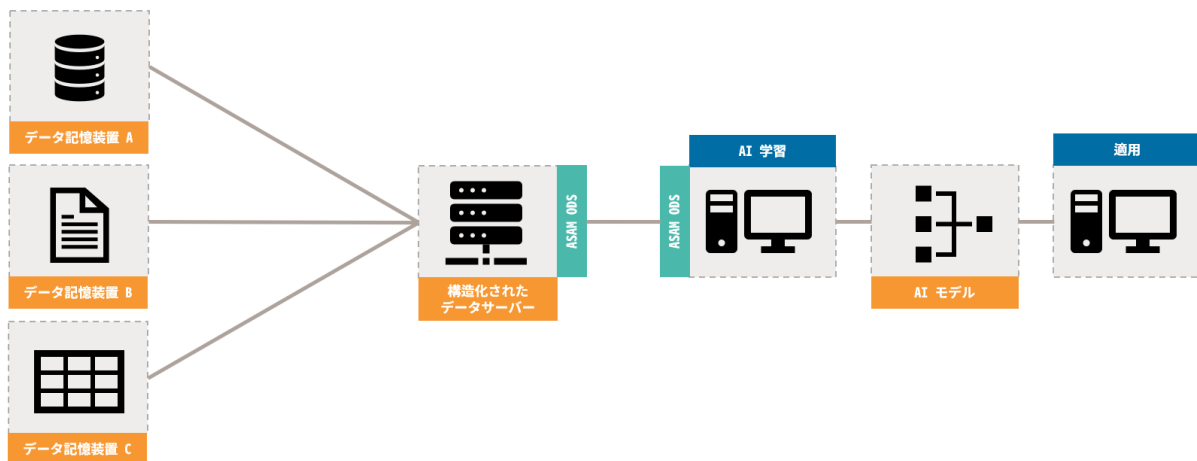 データ記憶装置 A
データ記憶装置 B
データ記憶装置 C
構造化された
データサーバー
ASAM ODS
ASAM ODS
AI 学習
AI モデル
適用